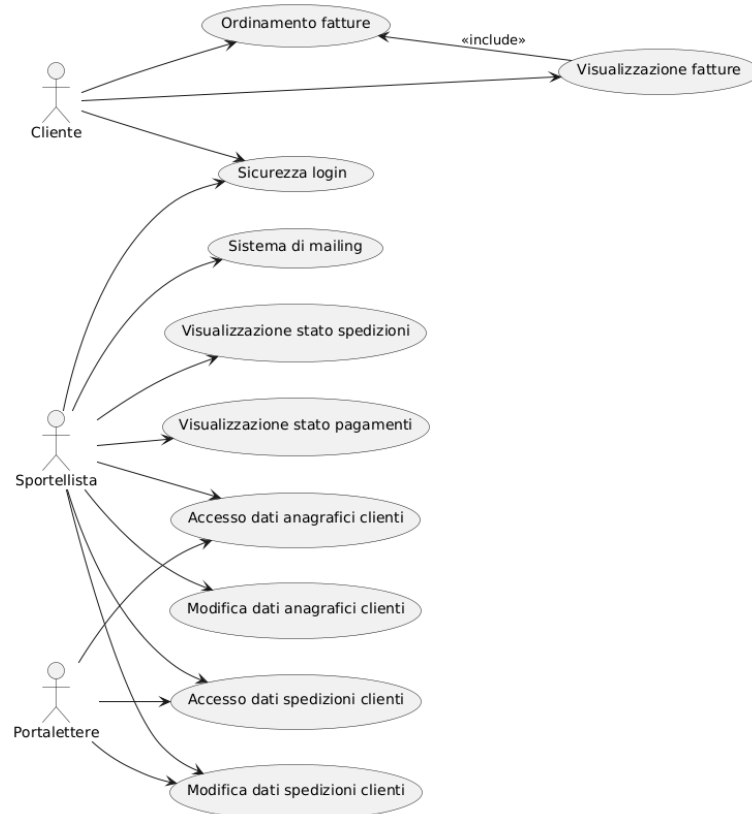 Ordinamento fatture
«include»
Visualizzazione fatture
Cliente
Sicurezza login
Sistema di mailing
Visualizzazione stato spedizioni
Visualizzazione stato pagamenti
Sportellista
Accesso dati anagrafici clienti
Modifica dati anagrafici clienti
Accesso dati spedizioni clienti
Portalettere
Modifica dati spedizioni clienti